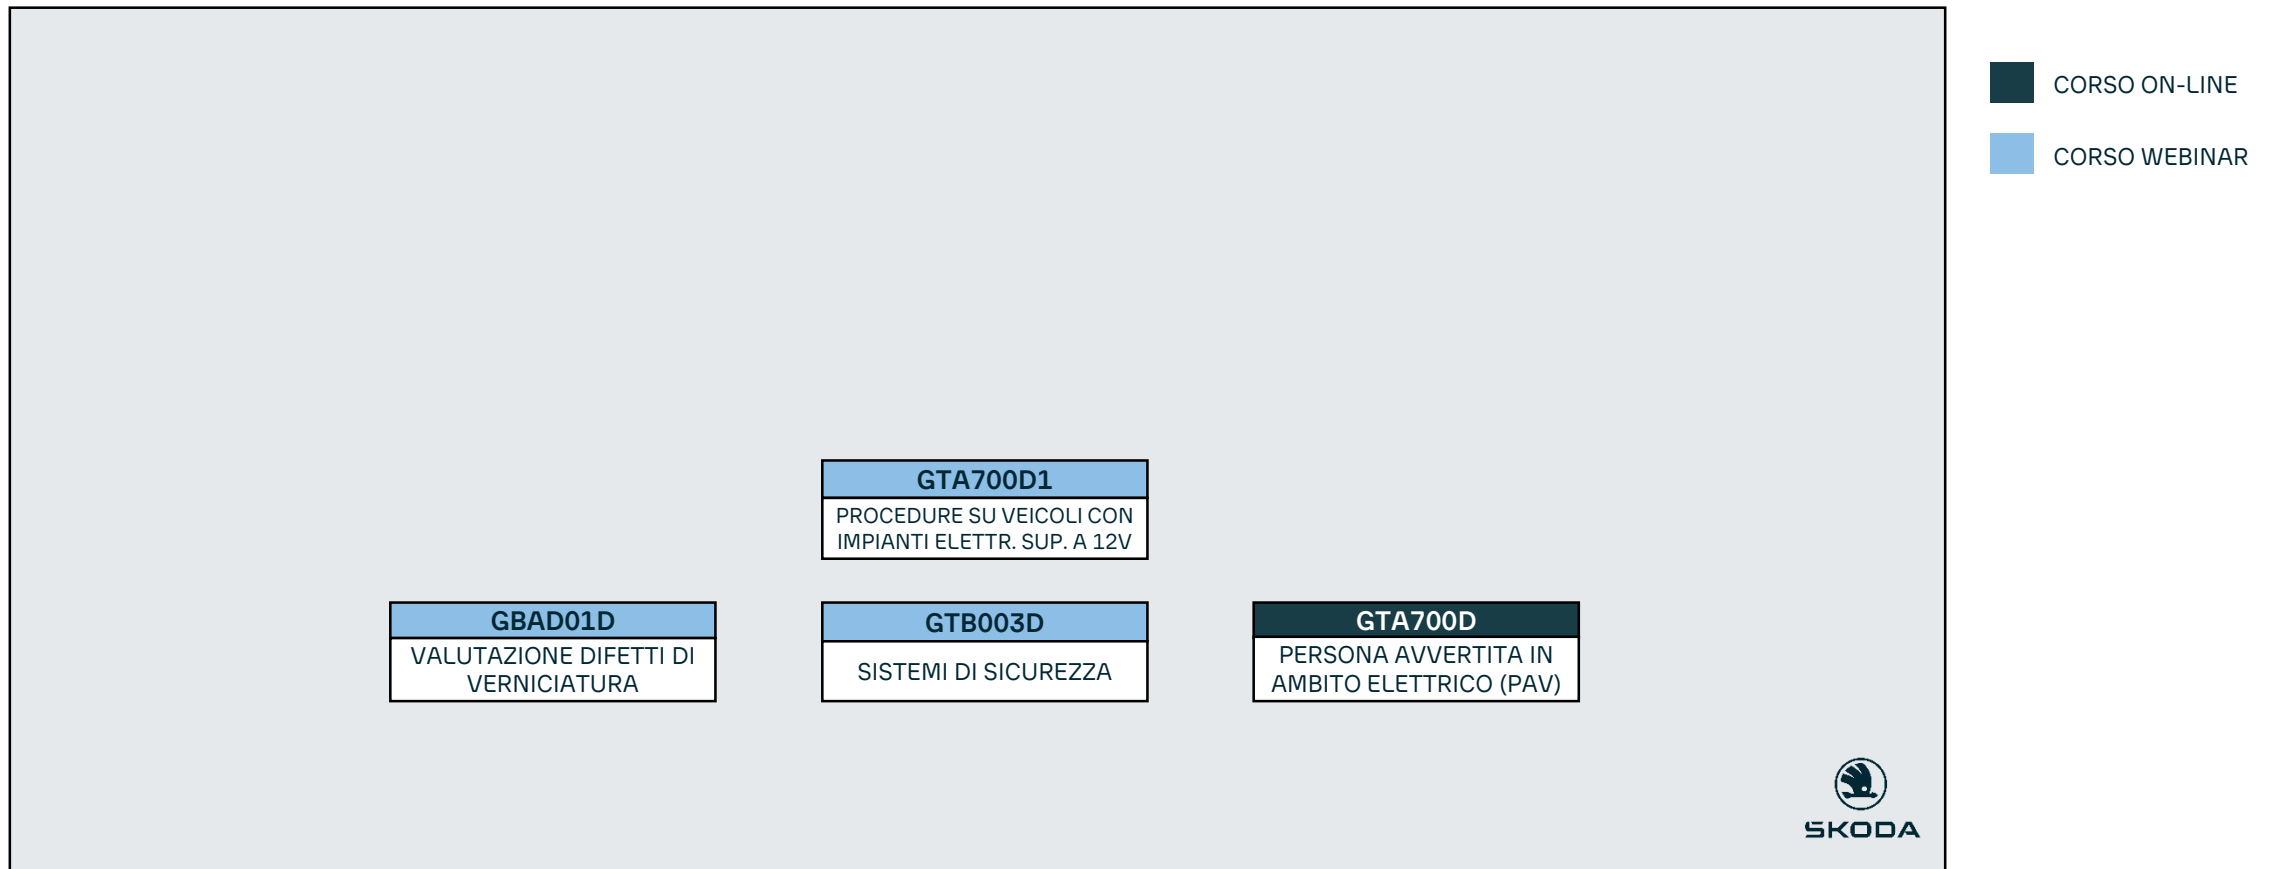 CORSO ON-LINE
CORSO WEBINAR
GTA700D1
PROCEDURE SU VEICOLI CON
IMPIANTI ELETTR. SUP. A 12V
GBAD01D
VALUTAZIONE DIFETTI DI
VERNICIATURA
GTB003D
SISTEMI DI SICUREZZA
GTA700D
PERSONA AVVERTITA IN
AMBITO ELETTRICO (PAV)
SKODA